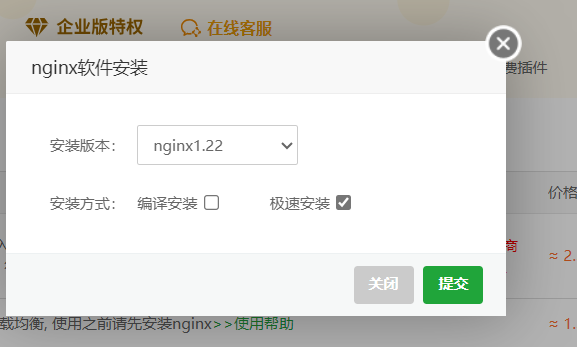 企业版特权 在线客服
nginx软件安装
费插件
安装版本： nginx1.22
价格
安装方式： 编译安装 极速安装
商
≈ 2.
关闭 提交
载均衡, 使用之前请先安装nginx>>使用帮助
≈ 1.